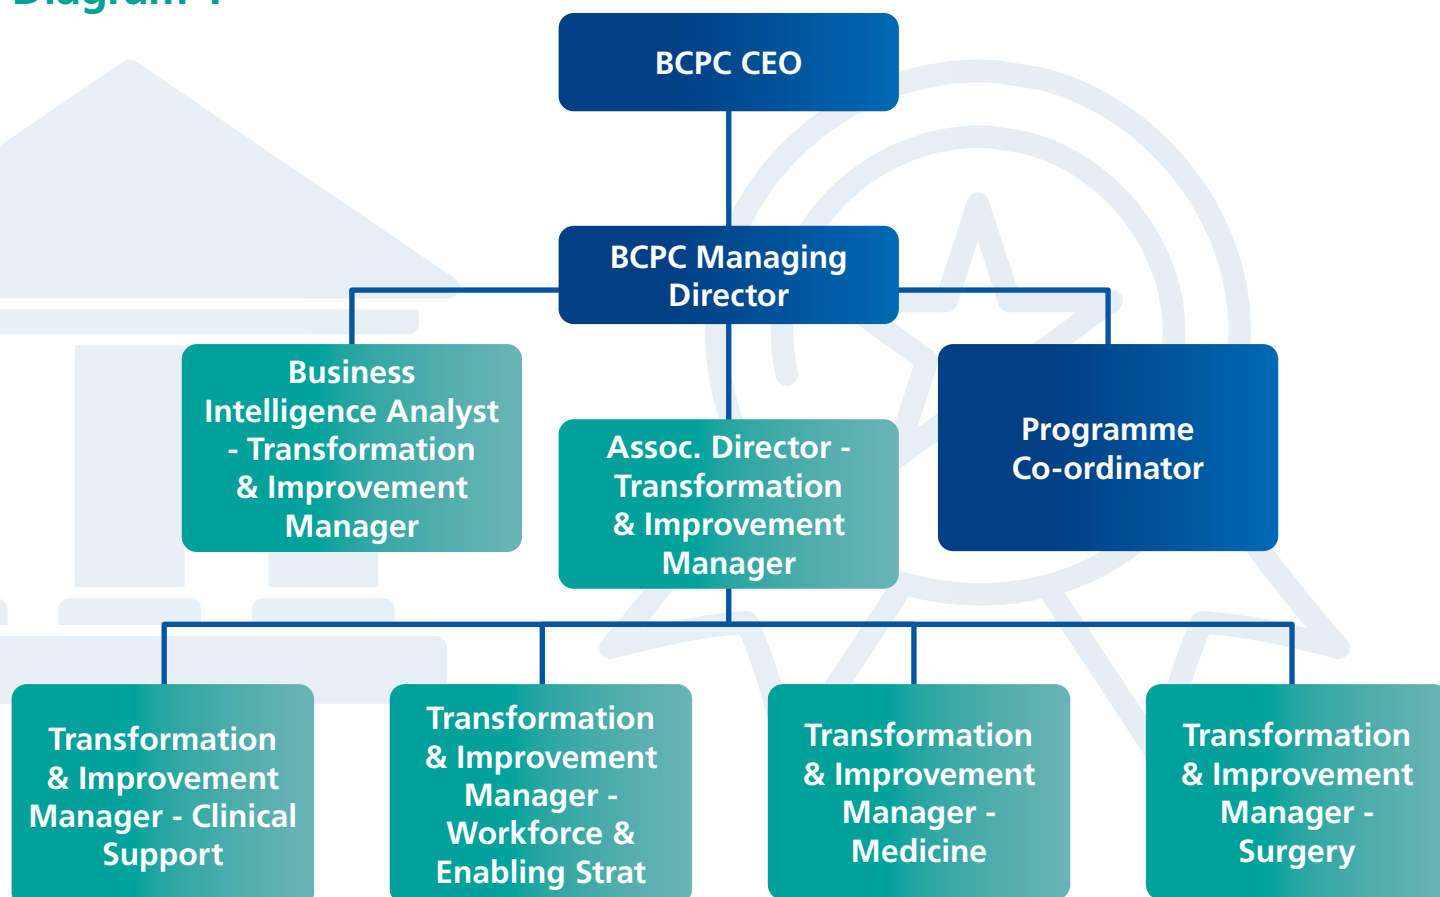 BCPC CEO
BCPC Managing
Director
Business
Intelligence Analyst
- Transformation
& Improvement
Manager
Assoc. Director -
Transformation
& Improvement
Manager
Programme
Co-ordinator
Transformation
& Improvement
Manager - Clinical
Support
Transformation
& Improvement
Manager -
Workforce &
Enabling Strat
Transformation
& Improvement
Manager -
Medicine
Transformation
& Improvement
Manager -
Surgery